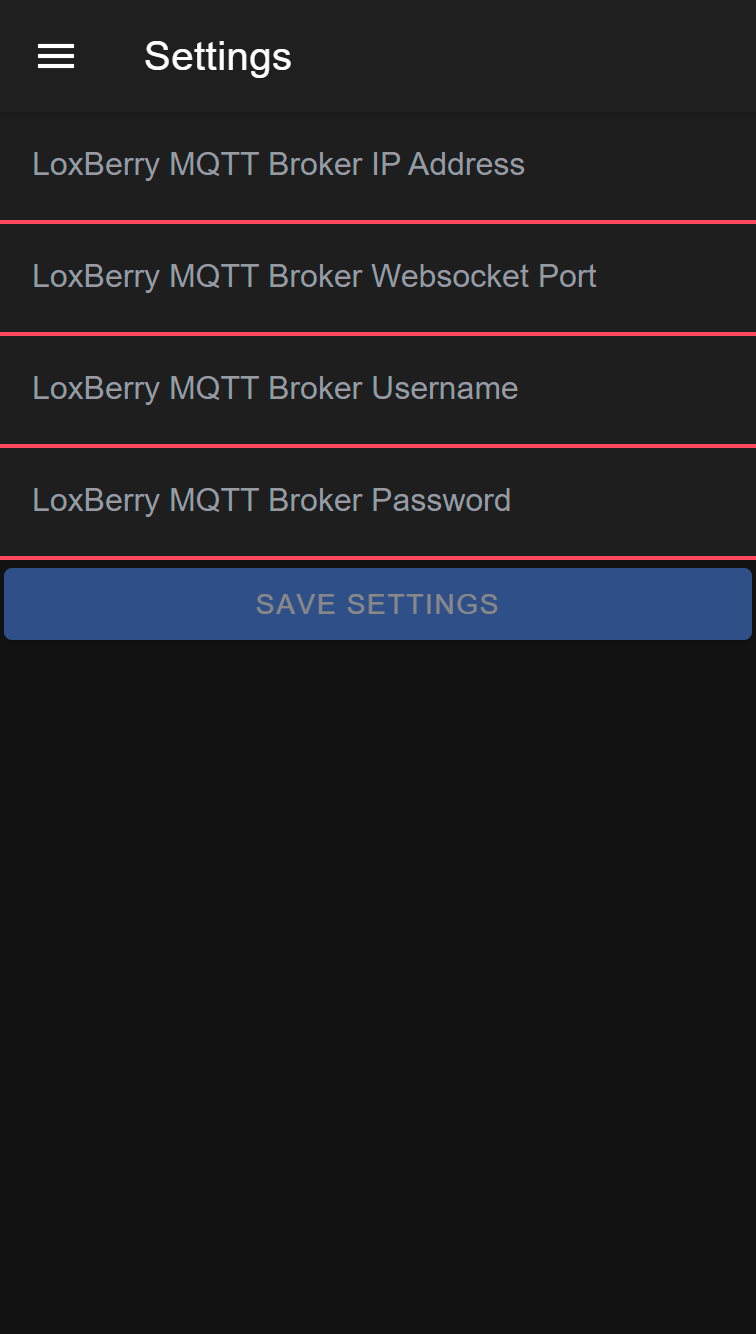 Settings
LoxBerry MQTT Broker IP Address
LoxBerry MQTT Broker Websocket Port
LoxBerry MQTT Broker Username
LoxBerry MQTT Broker Password
SAVE SETTINGS